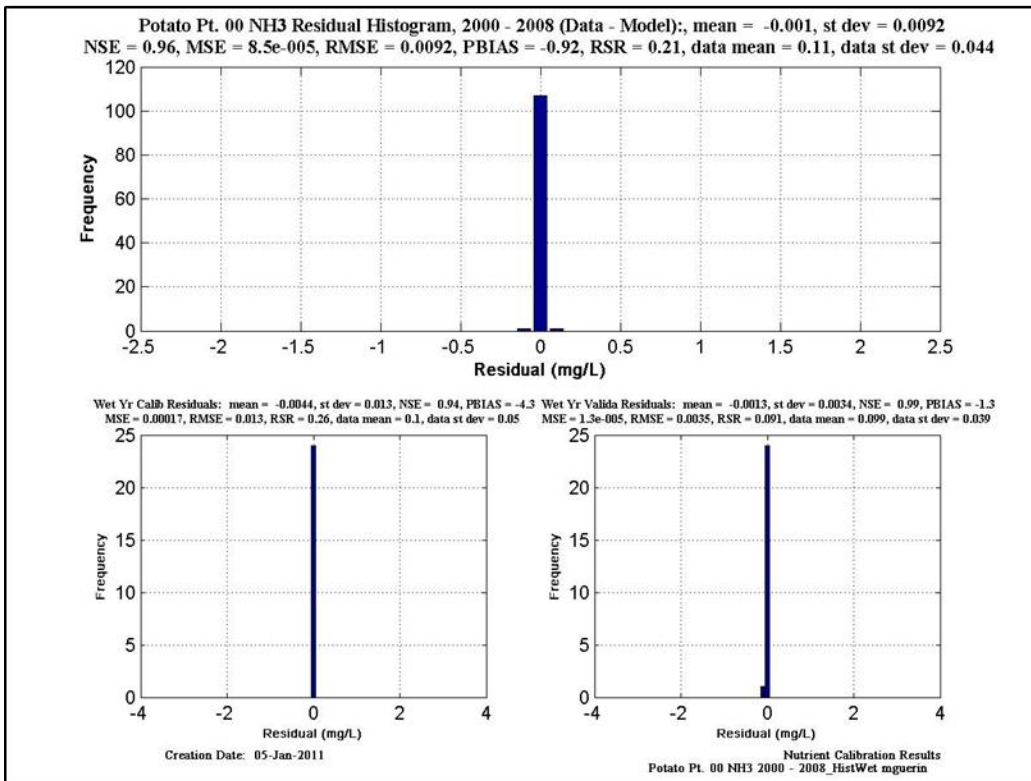 Potato Pt. 00 NH3 Residual Histogram, 2000 - 2008 (Data - Model):, mean = -0.001, st dev = 0.0092
NSE = 0.96, MSE = 8.5e-005, RMSE = 0.0092, PBIAS = -0.92, RSR = 0.21, data mean = 0.11, data st dev = 0.044
120
100
80
60
40
20
0
Frequency
-2.5 -2 -1.5 -1 -0.5 0 0.5 1 1.5 2 2.5
Residual (mg/L)
Wet Yr Calib Residuals: mean = -0.0044, st dev = 0.013, NSE = 0.94, PBIAS = -4.3
MSE = 0.00017, RMSE = 0.013, RSR = 0.26, data mean = 0.1, data st dev = 0.05
25
20
15
10
5
0
Frequency
-4 -2 0 2 4
Residual (mg/L)
Creation Date: 05-Jan-2011
Wet Yr Valida Residuals: mean = -0.0013, st dev = 0.0034, NSE = 0.99, PBIAS = -1.3
MSE = 1.3e-005, RMSE = 0.0035, RSR = 0.091, data mean = 0.099, data st dev = 0.039
25
20
15
10
5
0
Frequency
-4 -2 0 2 4
Residual (mg/L)
Nutrient Calibration Results
Potato Pt. 00 NH3 2000 - 2008_HistWet mguerin